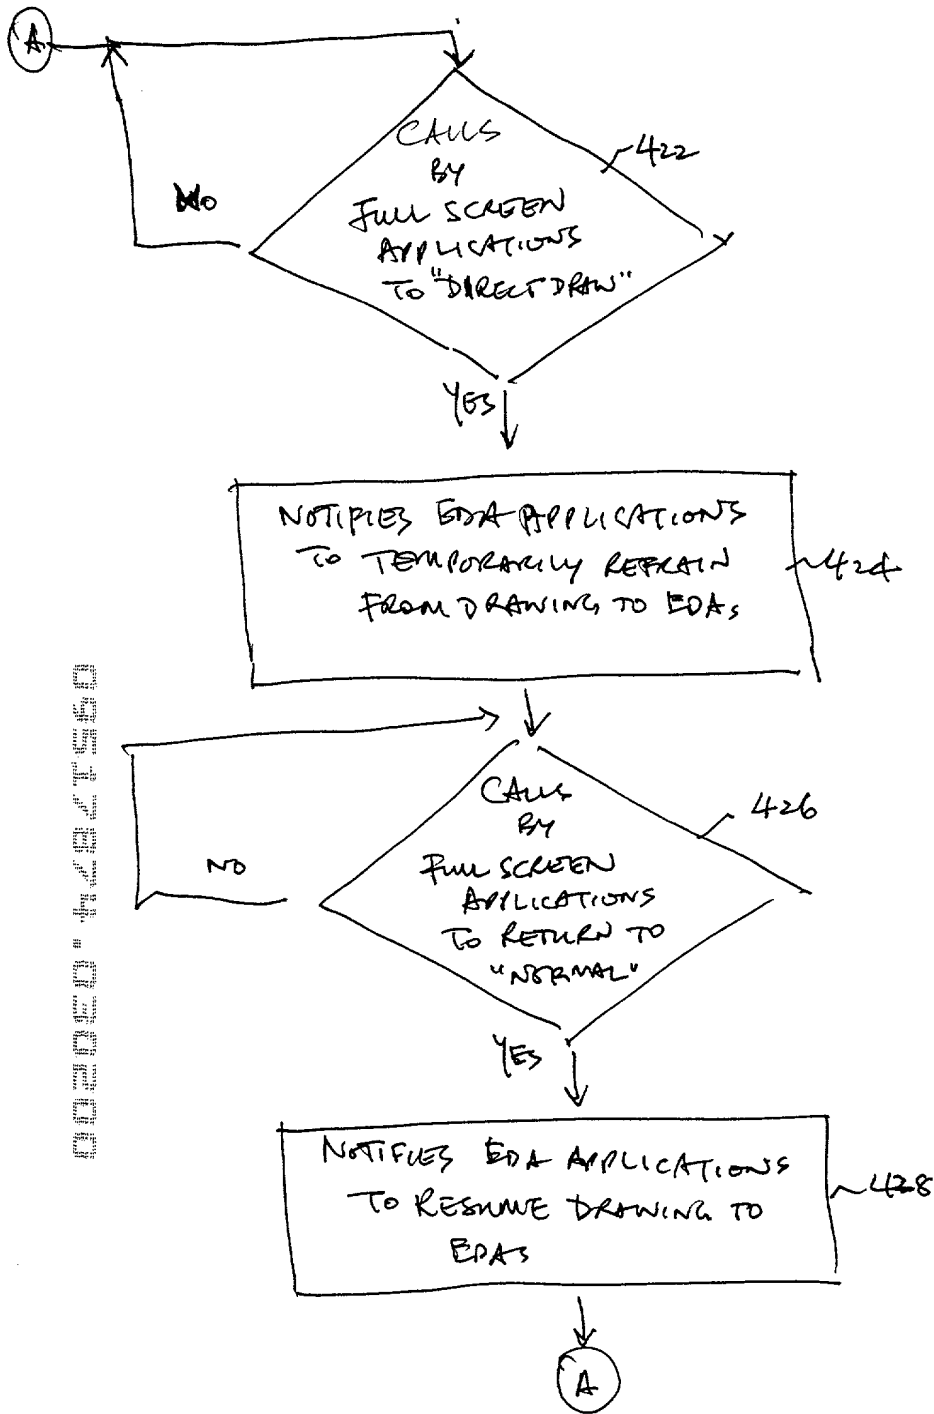 A
CALLS
BY
FULL SCREEN
APPLICATIONS
TO "DIRECT DRAW"
422
NO
YES
NOTIFIES EDA APPLICATIONS
TO TEMPORARILY REFRAIN
FROM DRAWING TO EDAs
424
CALLS
BY
FULL SCREEN
APPLICATIONS
TO RETURN TO
"NORMAL"
426
NO
YES
NOTIFIES EDA APPLICATIONS
TO RESUME DRAWING TO
EDAs
428
A
09517874.030200